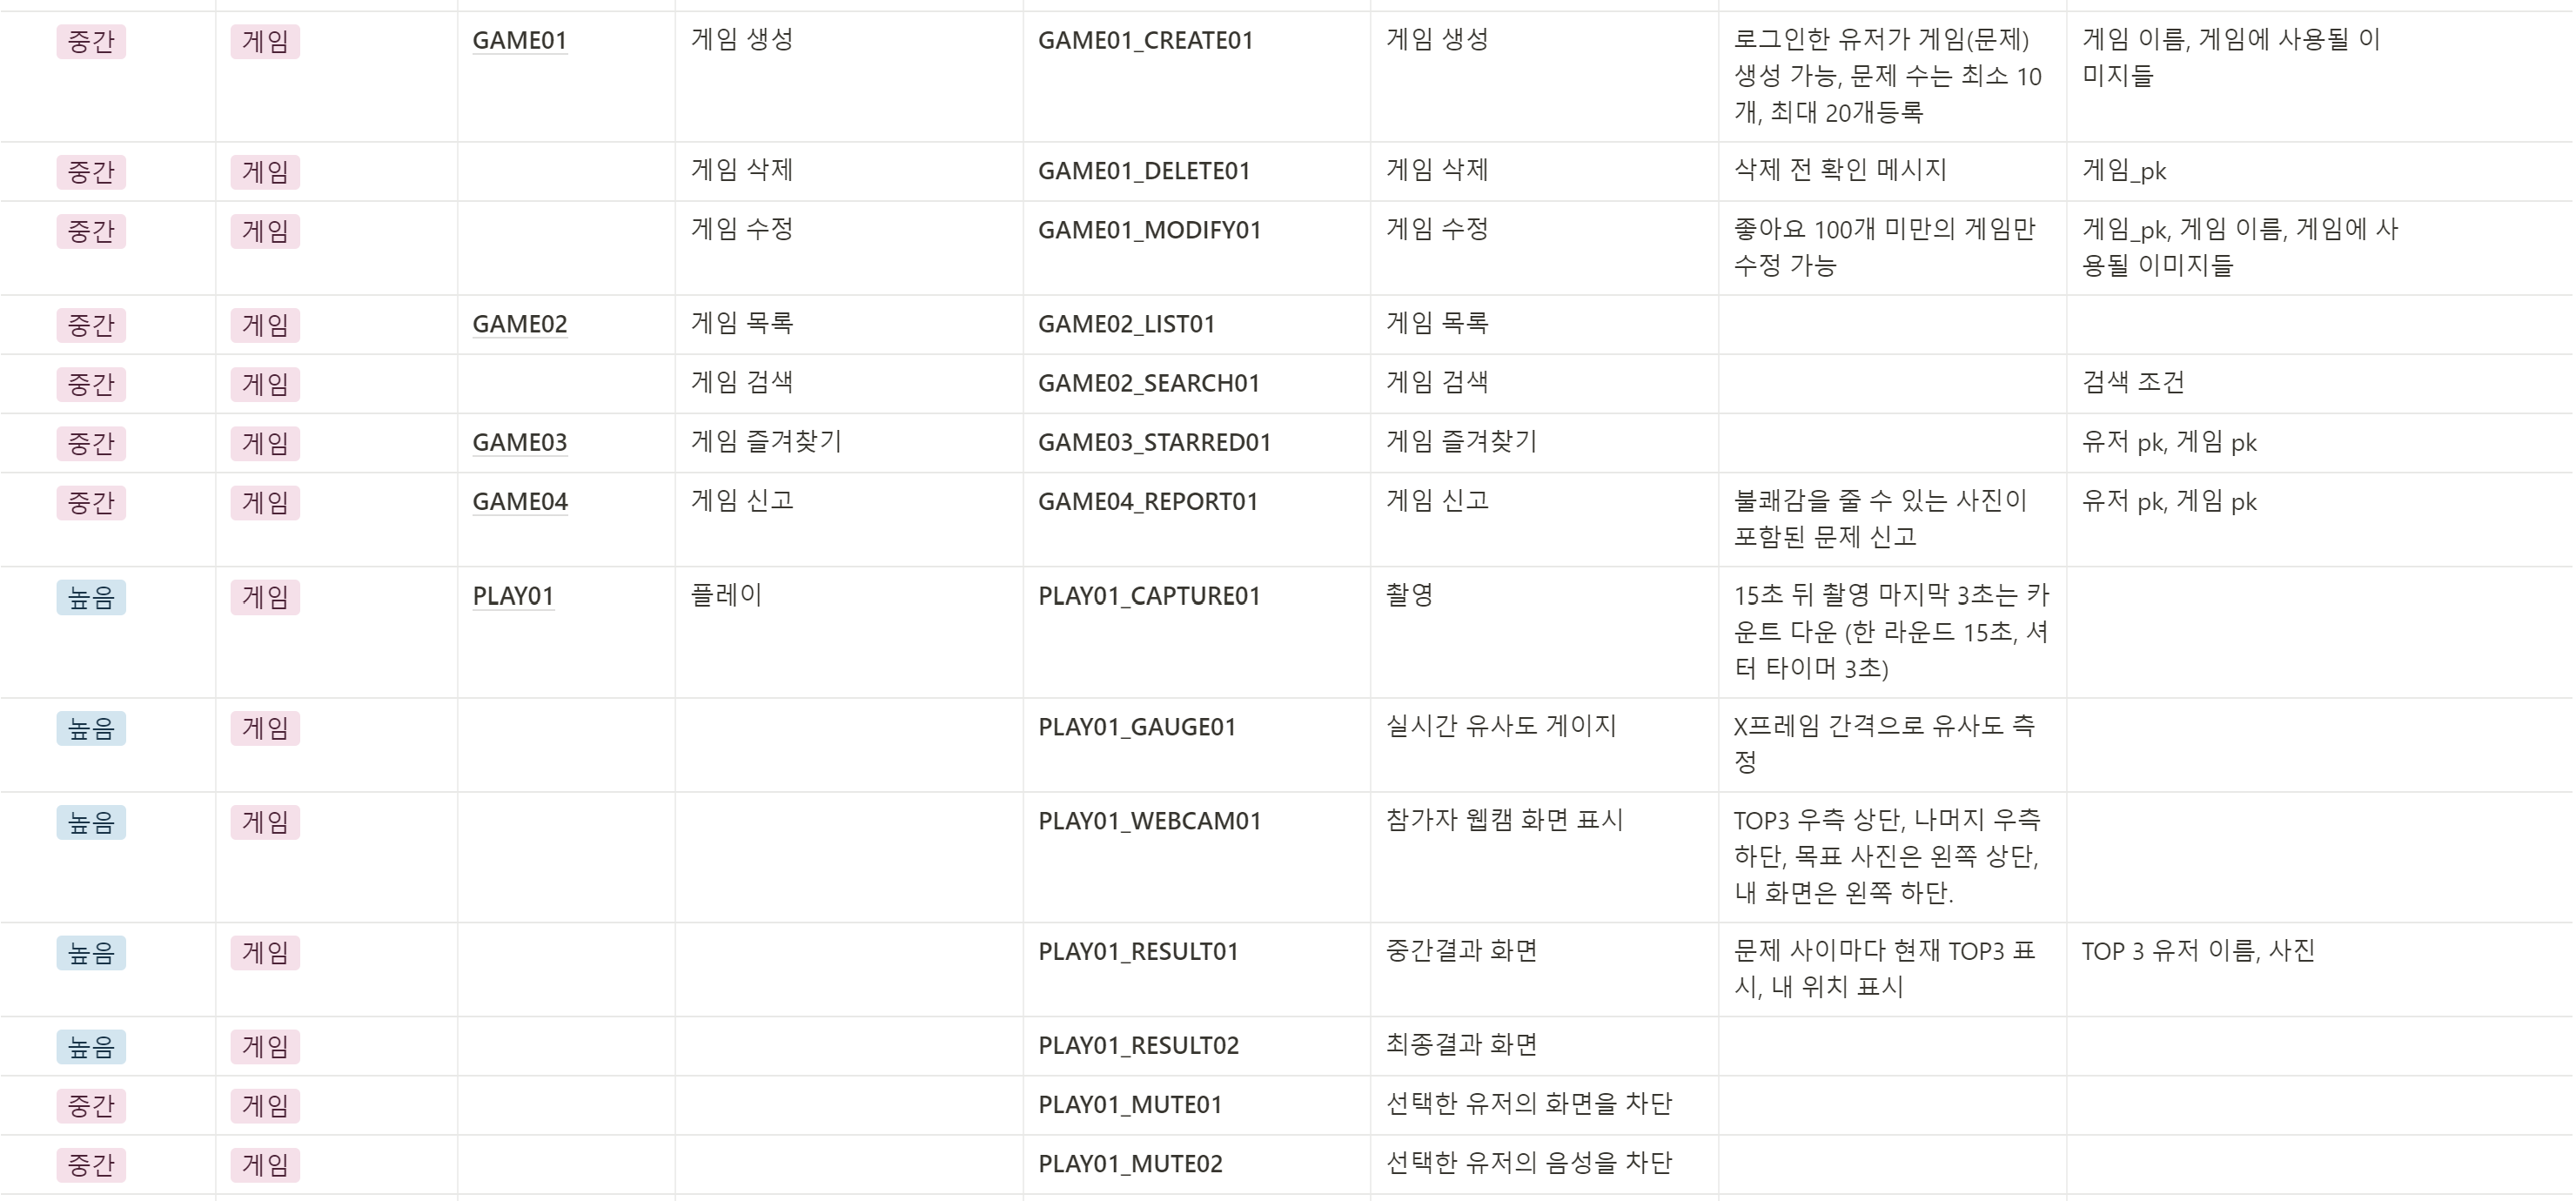 중간 게임 GAME01 게임 생성 GAME01_CREATE01 게임 생성 로그인한 유저가 게임(문제) 게임 이름, 게임에 사용될 이
생성 가능, 문제 수는 최소 10 미지들
개, 최대 20개등록
중간 게임 게임 삭제 GAME01_DELETE01 게임 삭제 삭제 전 확인 메시지 게임_pk
중간 게임 게임 수정 GAME01_MODIFY01 게임 수정 좋아요 100개 미만의 게임만 게임_pk, 게임 이름, 게임에 사
수정 가능 용될 이미지들
중간 게임 GAME02 게임 목록 GAME02_LIST01 게임 목록
중간 게임 게임 검색 GAME02_SEARCH01 게임 검색 검색 조건
중간 게임 GAME03 게임 즐겨찾기 GAME03_STARRED01 게임 즐겨찾기 유저 pk, 게임 pk
중간 게임 GAME04 게임 신고 GAME04_REPORT01 게임 신고 불쾌감을 줄 수 있는 사진이 유저 pk, 게임 pk
포함된 문제 신고
높음 게임 PLAY01 플레이 PLAY01_CAPTURE01 촬영 15초 뒤 촬영 마지막 3초는 카
운트 다운 (한 라운드 15초, 셔
터 타이머 3초)
높음 게임 PLAY01_GAUGE01 실시간 유사도 게이지 X프레임 간격으로 유사도 측
정
높음 게임 PLAY01_WEBCAM01 참가자 웹캠 화면 표시 TOP3 우측 상단, 나머지 우측
하단, 목표 사진은 왼쪽 상단,
내 화면은 왼쪽 하단.
높음 게임 PLAY01_RESULT01 중간결과 화면 문제 사이마다 현재 TOP3 표 TOP 3 유저 이름, 사진
시, 내 위치 표시
높음 게임 PLAY01_RESULT02 최종결과 화면
중간 게임 PLAY01_MUTE01 선택한 유저의 화면을 차단
중간 게임 PLAY01_MUTE02 선택한 유저의 음성을 차단